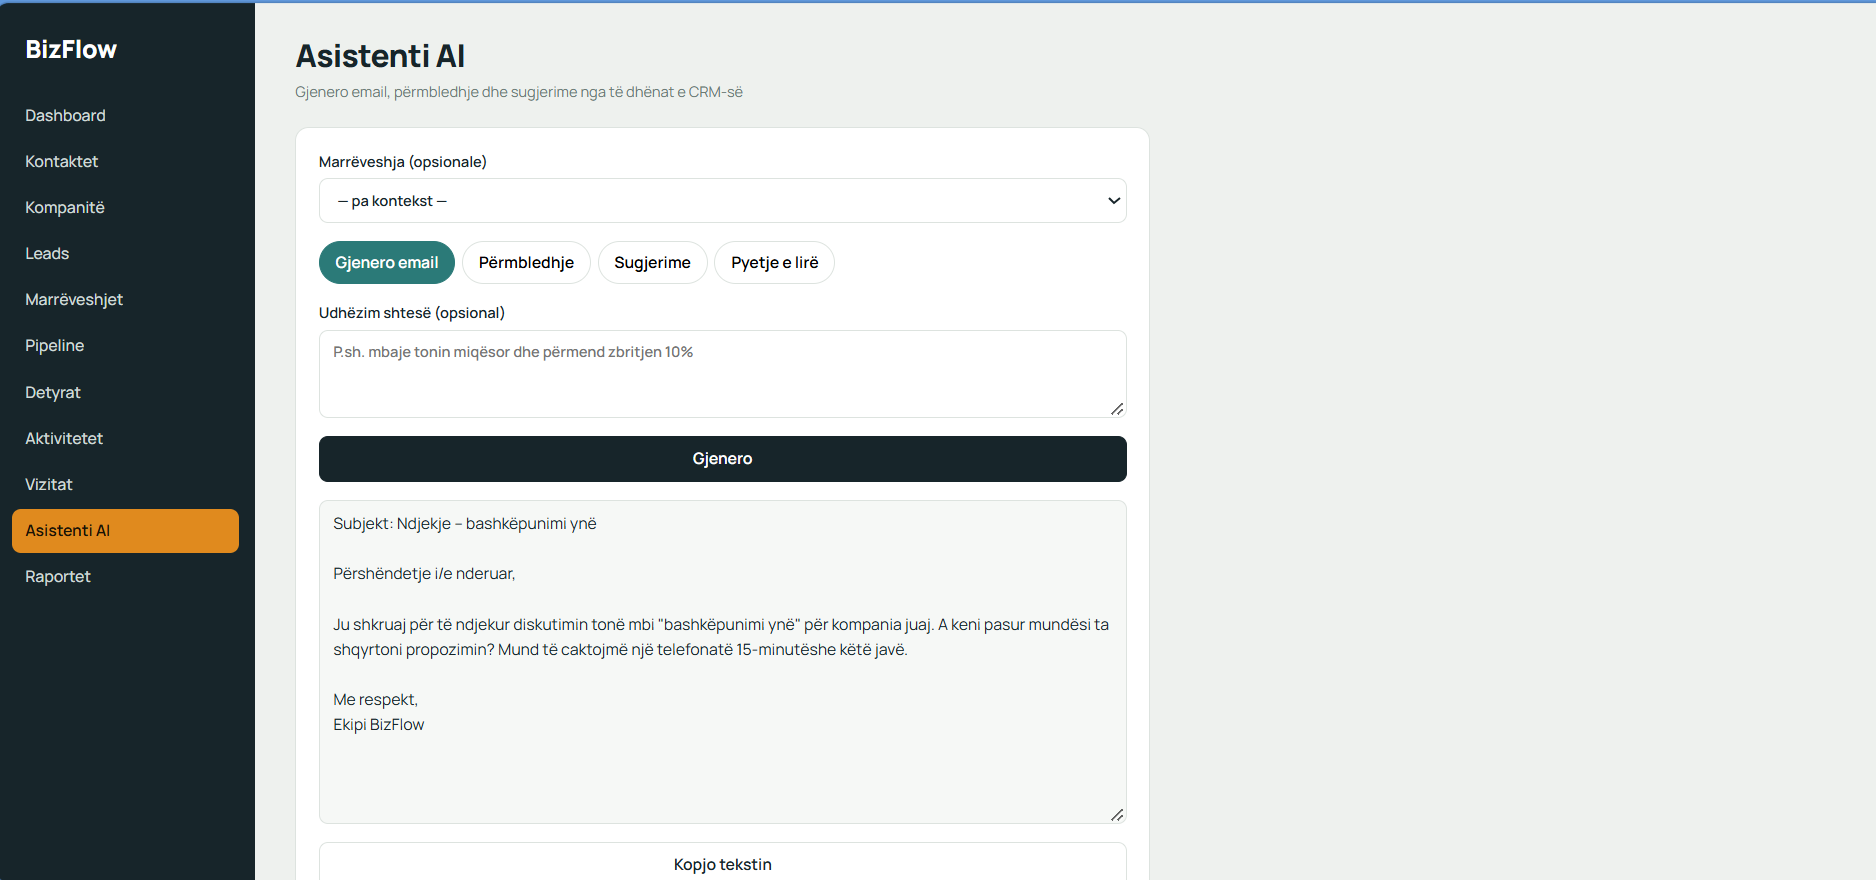 BizFlow
Dashboard
Kontaktet
Kompanitë
Leads
Marrëveshjet
Pipeline
Detyrat
Aktivitetet
Vizitat
Asistenti AI
Raportet
Asistenti AI
Gjenero email, përmbledhje dhe sugjerime nga të dhënat e CRM-së
Marrëveshja (opsionale)
— pa kontekst —
Gjenero email
Përmbledhje
Sugjerime
Pyetje e lirë
Udhëzim shtesë (opsional)
P.sh. mbaje tonin miqësor dhe përmend zbritjen 10%
Gjenero
Subjekt: Ndjekje – bashkëpunimi ynë
Përshëndetje i/e nderuar,
Ju shkruaj për të ndjekur diskutimin tonë mbi "bashkëpunimi ynë" për kompania juaj. A keni pasur mundësi ta
shqyrtoni propozimin? Mund të caktojmë një telefonatë 15-minutëshe këtë javë.
Me respekt,
Ekipi BizFlow
Kopjo tekstin